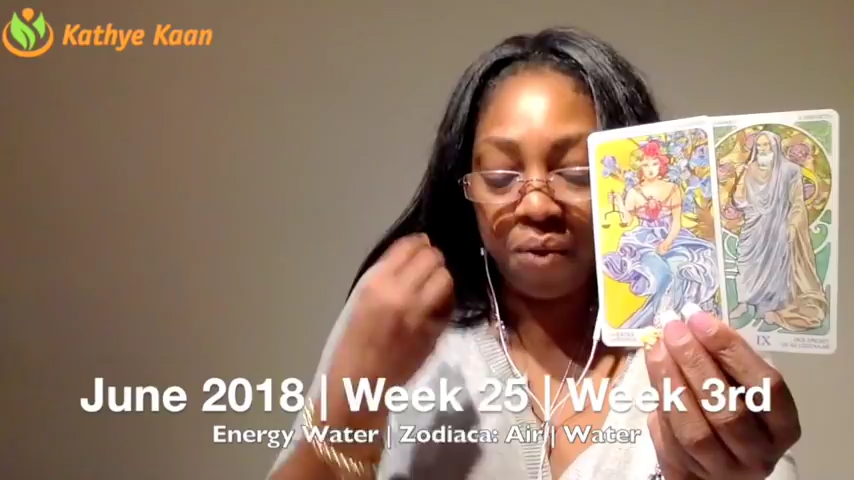 Kathye Kaan
IX
June 2018 | Week 25 | Week 3rd
Energy Water | Zodiaca: Air | Water